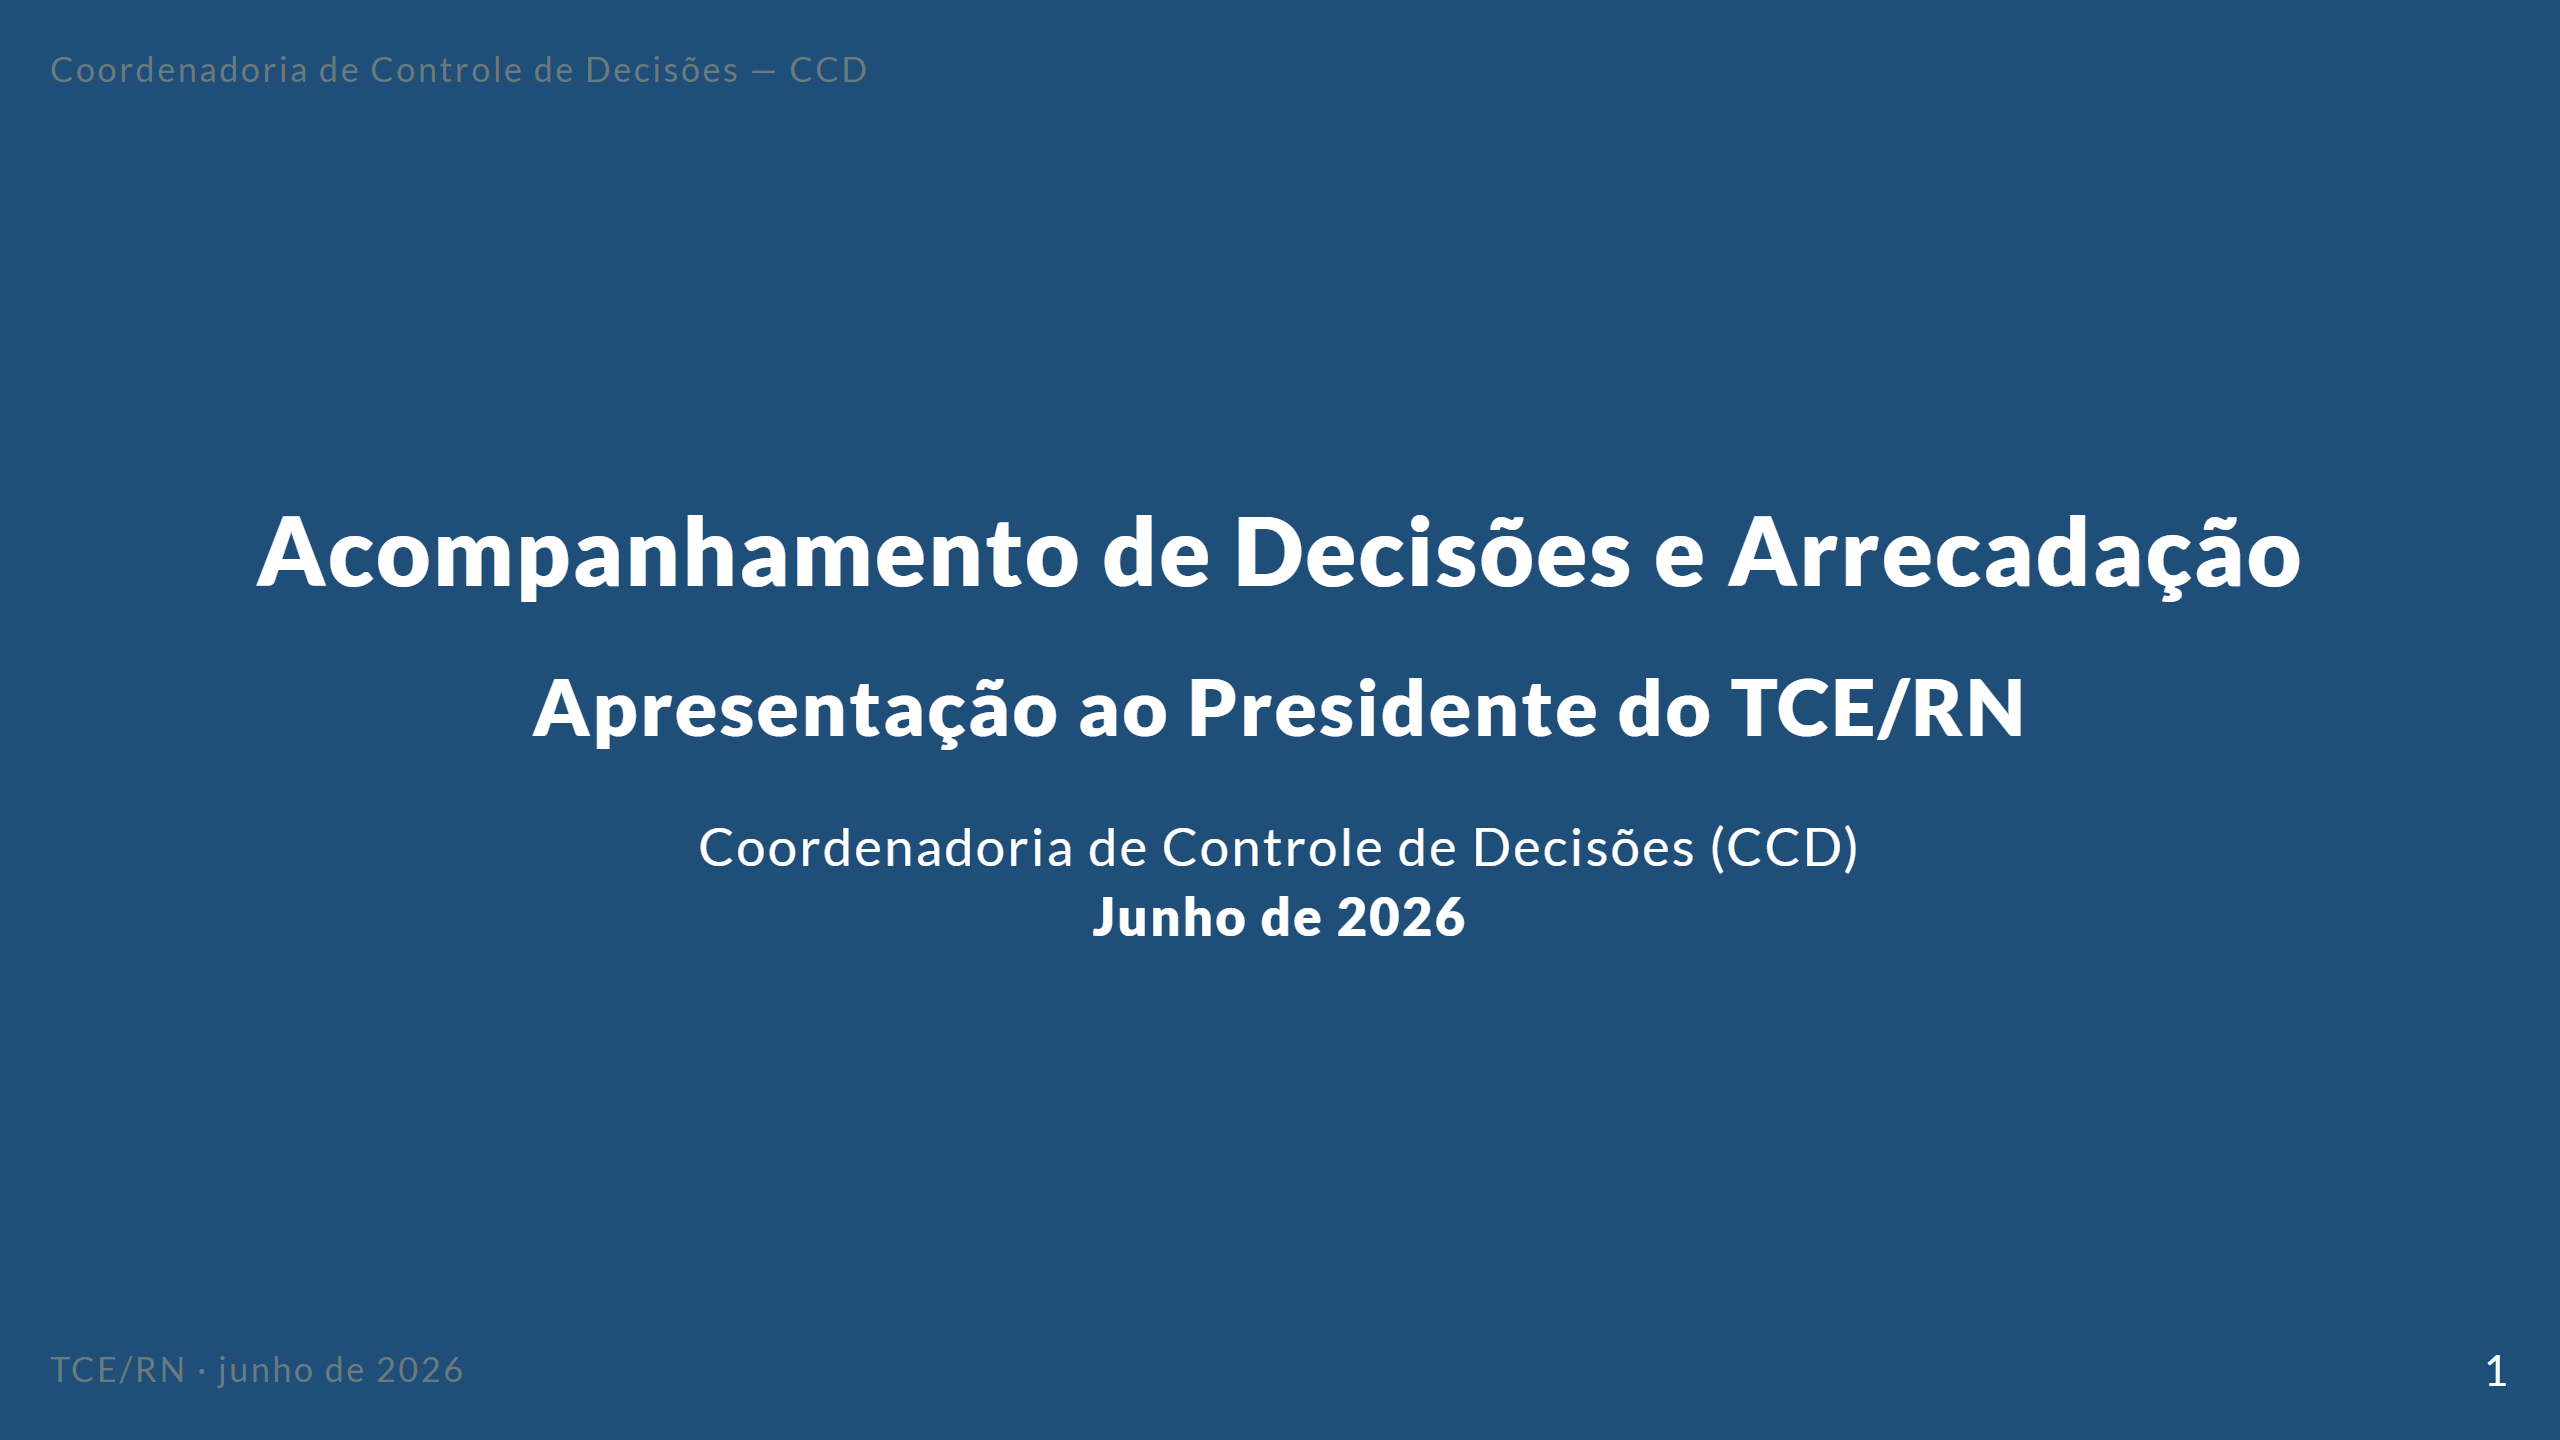 Coordenadoria de Controle de Decisões — CCD
Acompanhamento de Decisões e Arrecadação
Apresentação ao Presidente do TCE/RN
Coordenadoria de Controle de Decisões (CCD)
Junho de 2026
TCE/RN · junho de 2026
1